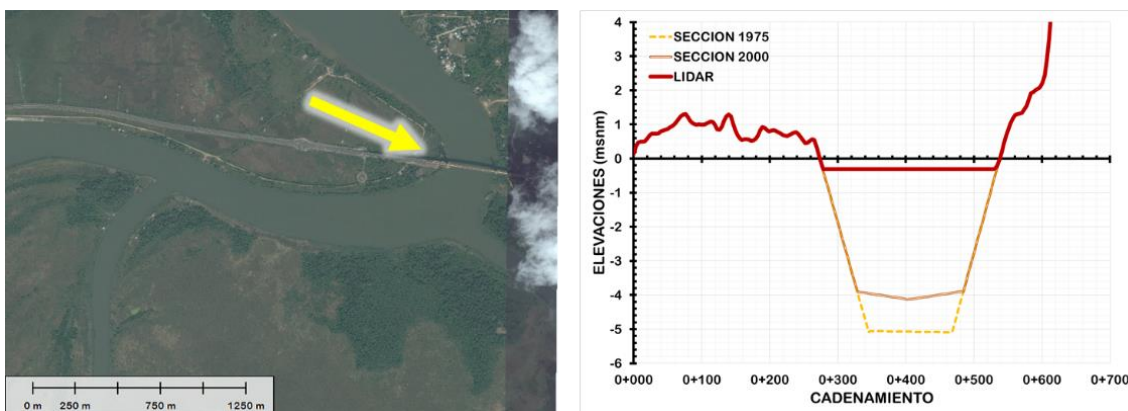 0 m 250 m 750 m 1250 m
SECCION 1975
SECCION 2000
LIDAR
ELEVACIONES (msnm)
4
3
2
1
0
-1
-2
-3
-4
-5
-6
0+000 0+100 0+200 0+300 0+400 0+500 0+600 0+700
CADENAMIENTO